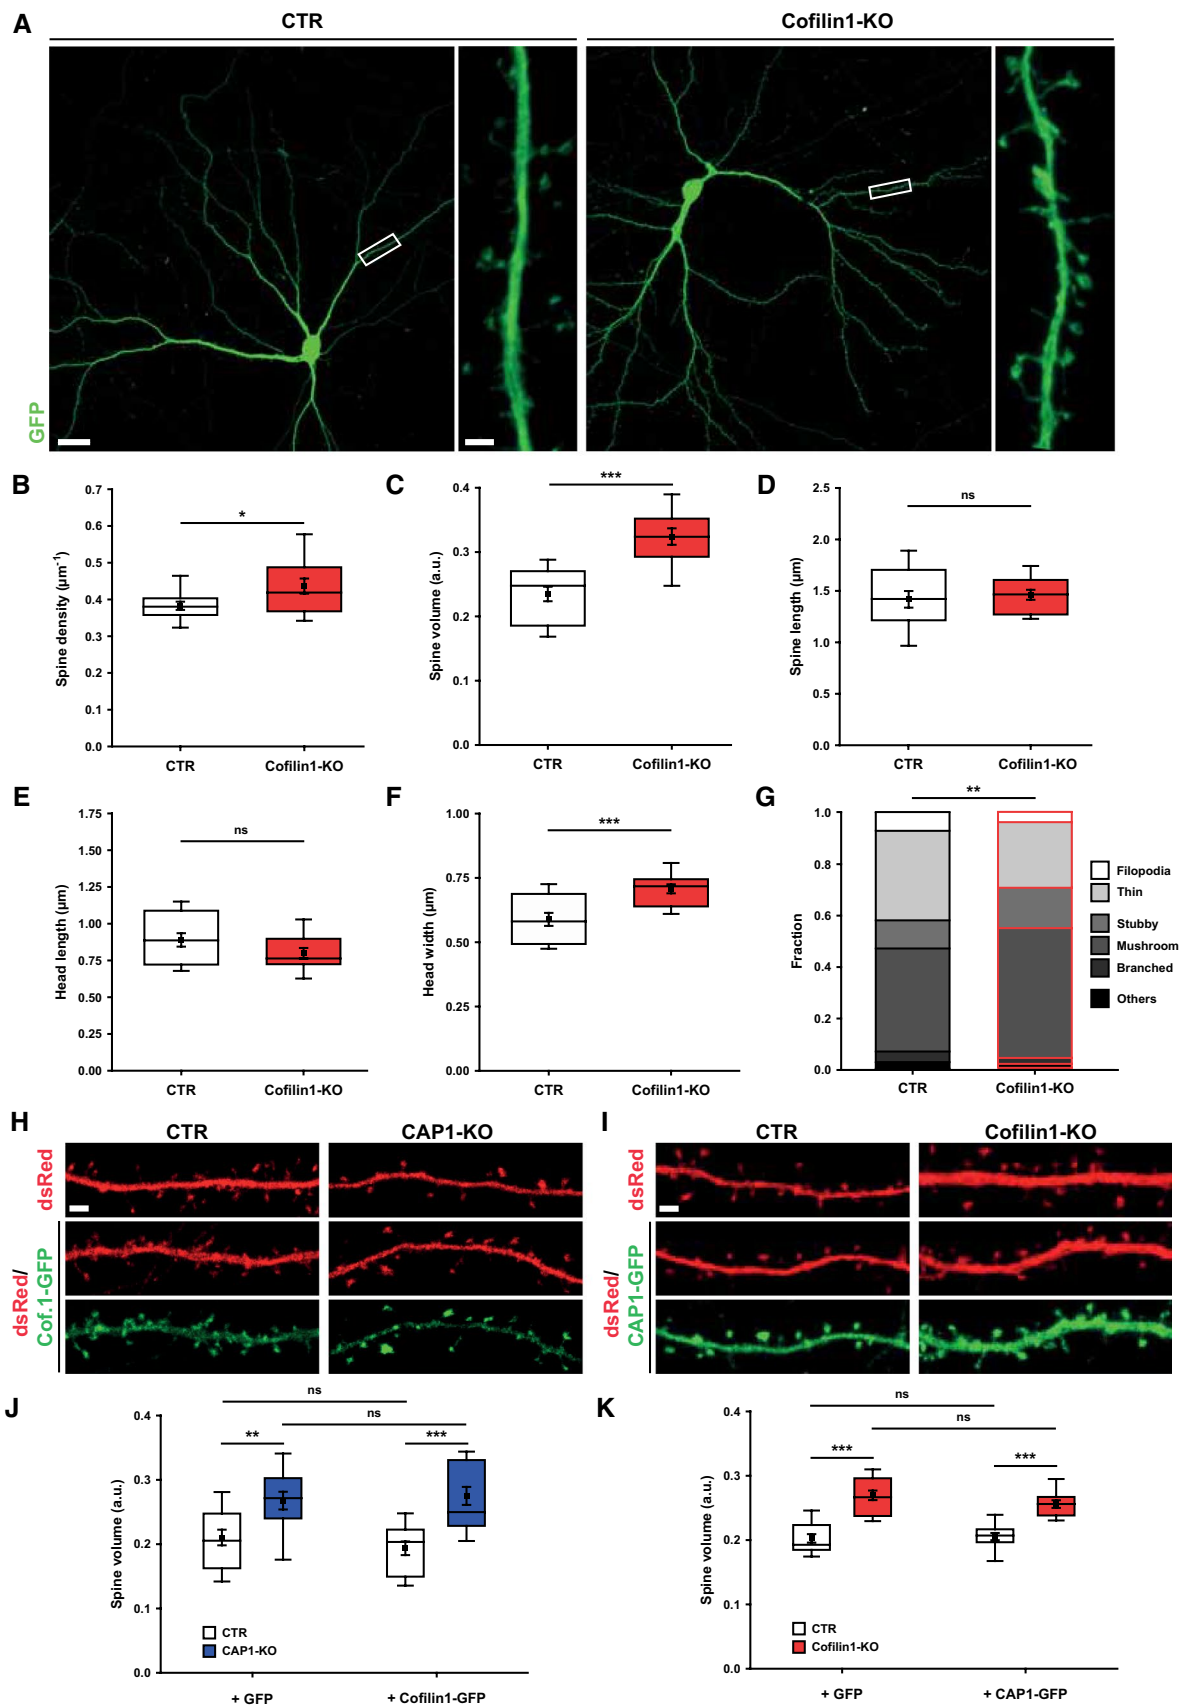 A
CTR
Cofilin1-KO
GFP
B
Spine density (µm⁻¹)
0.7
0.6
0.5
0.4
0.3
0.2
0.1
0.0
*
CTR
Cofilin1-KO
C
Spine volume (a.u.)
0.4
0.3
0.2
0.1
0.0
***
CTR
Cofilin1-KO
D
Spine length (µm)
2.5
2.0
1.5
1.0
0.5
0.0
ns
CTR
Cofilin1-KO
E
Head length (µm)
1.75
1.50
1.25
1.00
0.75
0.50
0.25
0.00
ns
CTR
Cofilin1-KO
F
Head width (µm)
1.00
0.75
0.50
0.25
0.00
***
CTR
Cofilin1-KO
G
Fraction
1.0
0.8
0.6
0.4
0.2
0.0
**
CTR
Cofilin1-KO
Filopodia
Thin
Stubby
Mushroom
Branched
Others
H
CTR
CAP1-KO
dsRed
dsRed/
Cof.1-GFP
I
CTR
Cofilin1-KO
dsRed
dsRed/
CAP1-GFP
J
Spine volume (a.u.)
0.4
0.3
0.2
0.1
0.0
ns
ns
**
***
CTR
CAP1-KO
+ GFP
+ Cofilin1-GFP
K
Spine volume (a.u.)
0.4
0.3
0.2
0.1
0.0
ns
ns
***
***
CTR
Cofilin1-KO
+ GFP
+ CAP1-GFP